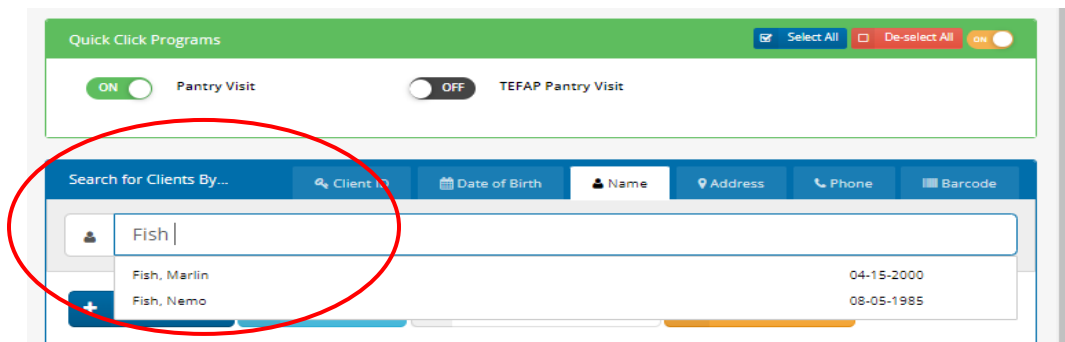 Quick Click Programs Select All De-select All ON
ON Pantry Visit OFF TEFAP Pantry Visit
Search for Clients By... Client ID Date of Birth Name Address Phone Barcode
Fish
Fish, Marlin 04-15-2000
Fish, Nemo 08-05-1985